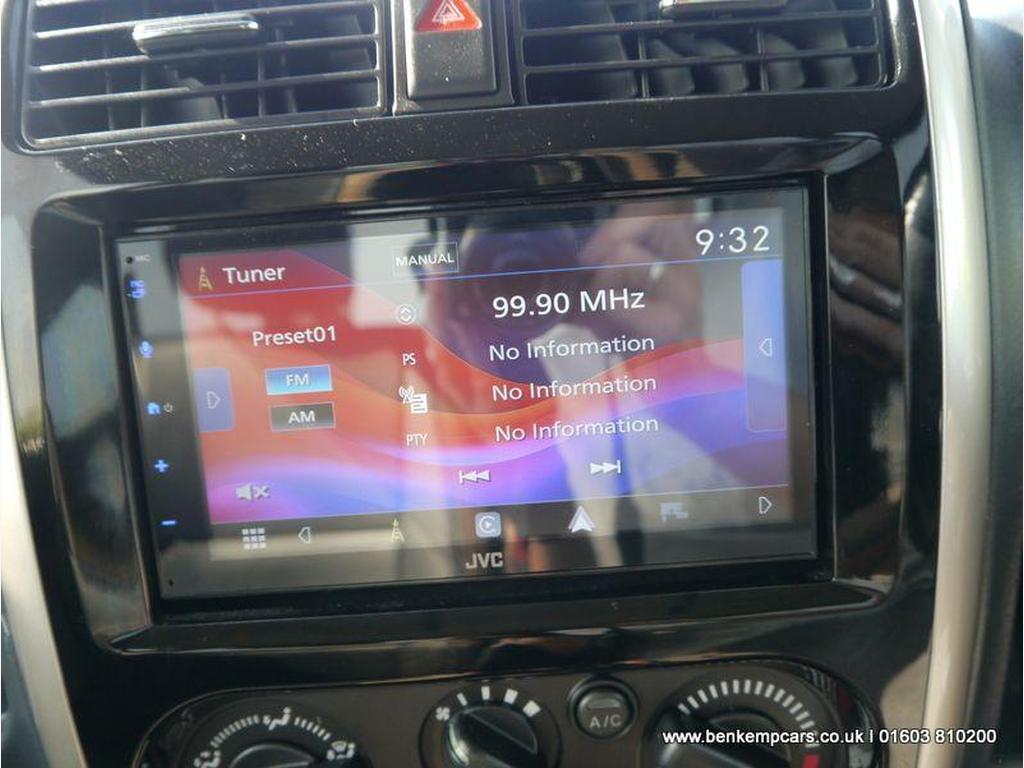 MIC
9:32
Tuner
MANUAL
99.90 MHz
Preset01
No Information
PS
FM
No Information
AM
No Information
PTY
JVC
A/C
www.benkempcars.co.uk | 01603 810200